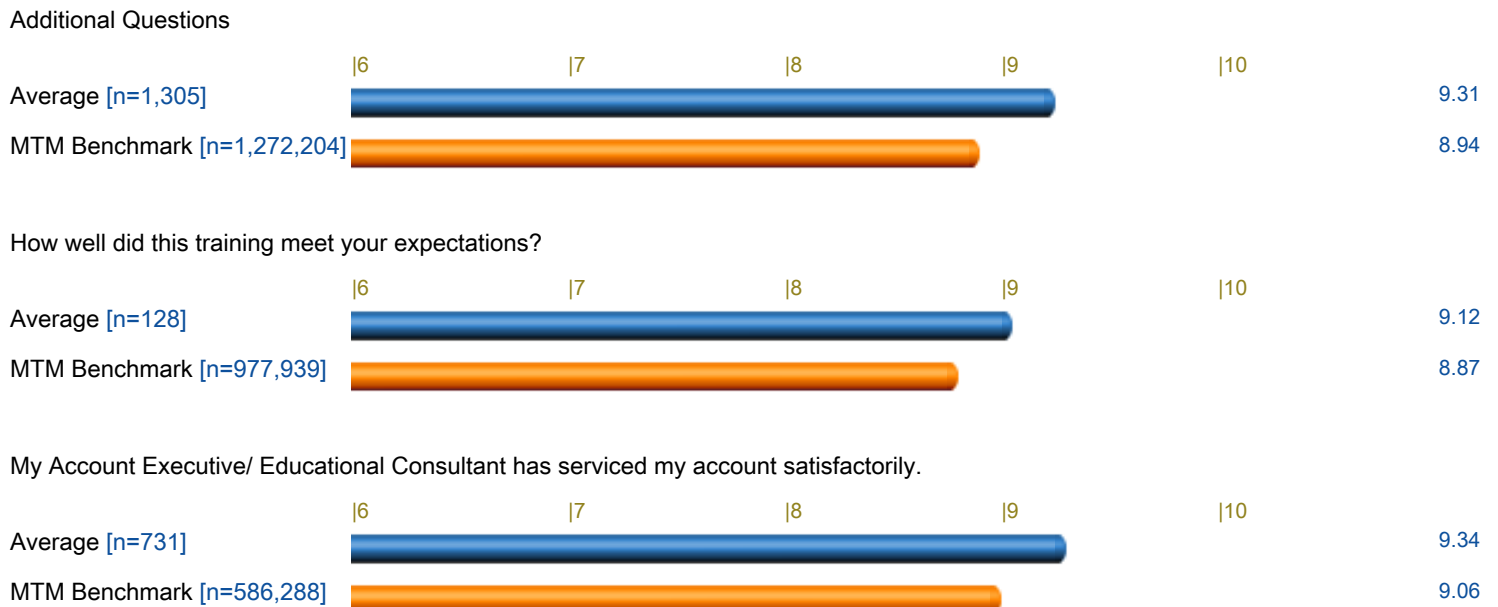 Additional Questions
|6 |7 |8 |9 |10
Average [n=1,305] 9.31
MTM Benchmark [n=1,272,204] 8.94
How well did this training meet your expectations?
|6 |7 |8 |9 |10
Average [n=128] 9.12
MTM Benchmark [n=977,939] 8.87
My Account Executive/ Educational Consultant has serviced my account satisfactorily.
|6 |7 |8 |9 |10
Average [n=731] 9.34
MTM Benchmark [n=586,288] 9.06